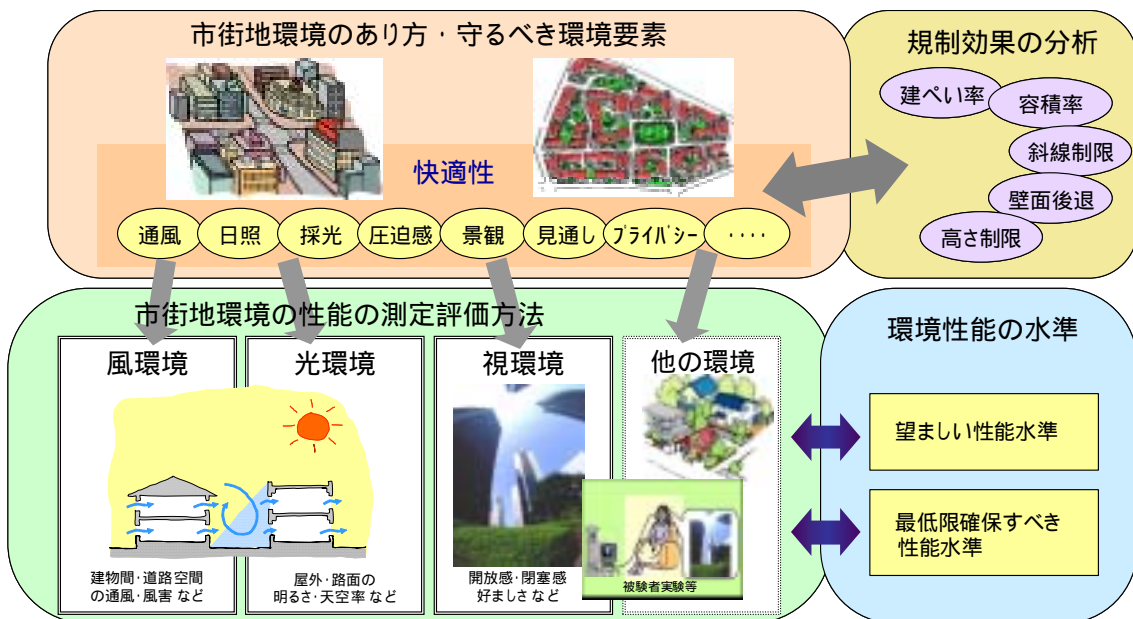 市街地環境のあり方・守るべき環境要素
快適性
通風
日照
採光
圧迫感
景観
見通し
プライバシー
・・・・
規制効果の分析
建ぺい率
容積率
斜線制限
壁面後退
高さ制限
市街地環境の性能の測定評価方法
風環境
建物間・道路空間
の通風・風害 など
光環境
屋外・路面の
明るさ・天空率 など
視環境
開放感・閉塞感
好ましさ など
他の環境
被験者実験等
環境性能の水準
望ましい性能水準
最低限確保すべき
性能水準